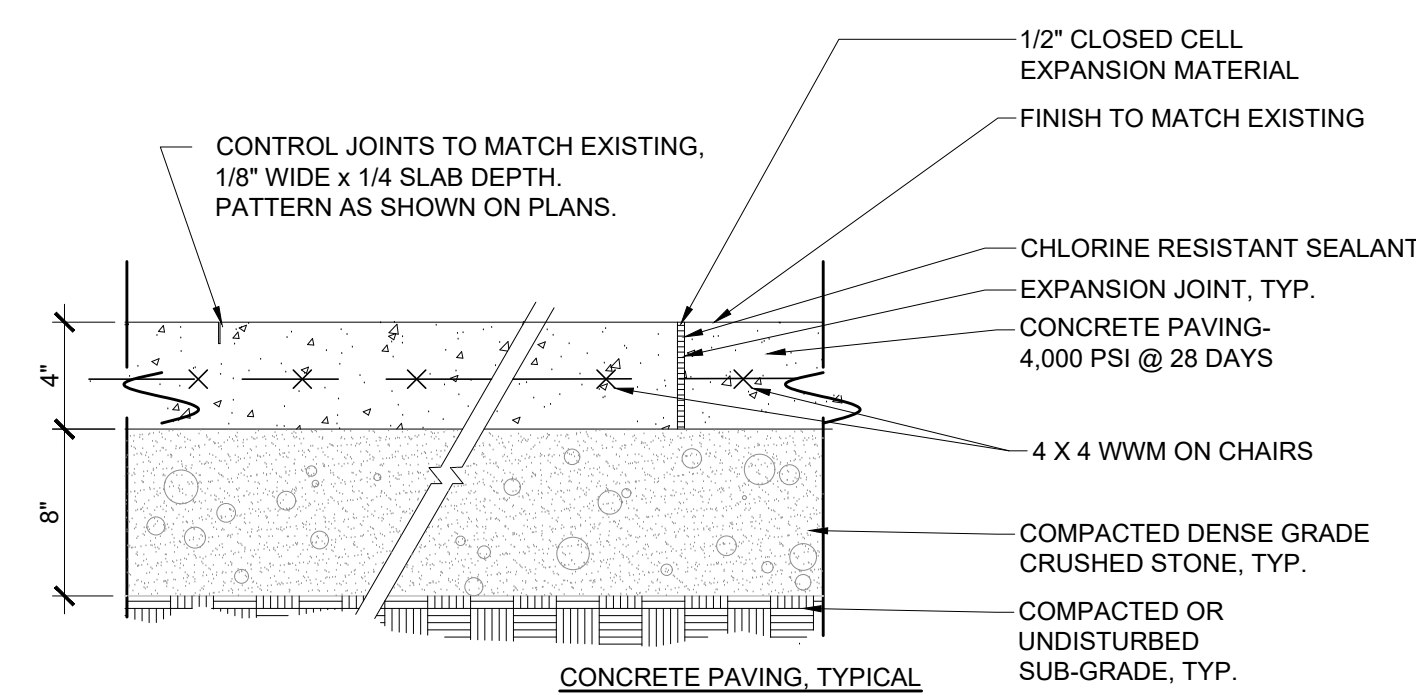 1/2" CLOSED CELL
EXPANSION MATERIAL
FINISH TO MATCH EXISTING
CONTROL JOINTS TO MATCH EXISTING,
1/8" WIDE x 1/4 SLAB DEPTH.
PATTERN AS SHOWN ON PLANS.
CHLORINE RESISTANT SEALANT
EXPANSION JOINT, TYP.
CONCRETE PAVING-
4,000 PSI @ 28 DAYS
4"
4 X 4 WWM ON CHAIRS
8"
COMPACTED DENSE GRADE
CRUSHED STONE, TYP.
COMPACTED OR
UNDISTURBED
SUB-GRADE, TYP.
CONCRETE PAVING, TYPICAL